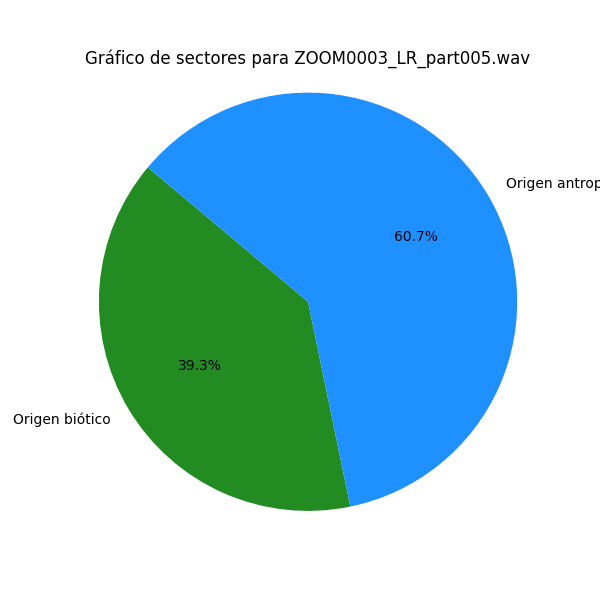 Gráfico de sectores para ZOOM0003_LR_part005.wav
Origen antrop
60.7%
39.3%
Origen biótico